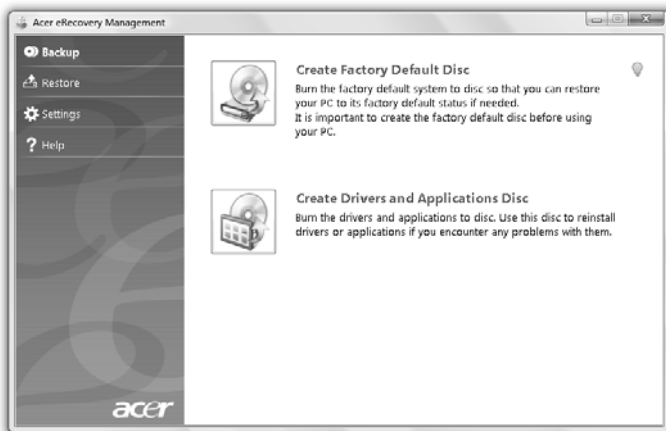 Acer eRecovery Management
Backup
Restore
Settings
? Help
Create Factory Default Disc
Burn the factory default system to disc so that you can restore
your PC to its factory default status if needed.
It is important to create the factory default disc before using
your PC.
Create Drivers and Applications Disc
Burn the drivers and applications to disc. Use this disc to reinstall
drivers or applications if you encounter any problems with them.
acer